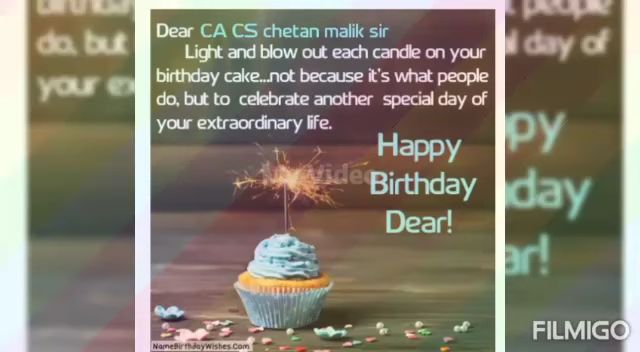 Dear CA CS chetan malik sir
Light and blow out each candle on your
birthday cake...not because it's what people
do, but to celebrate another special day of
your extraordinary life.
Happy
Birthday
Dear!
NameBirthdayWishes.Com
FILMIGO